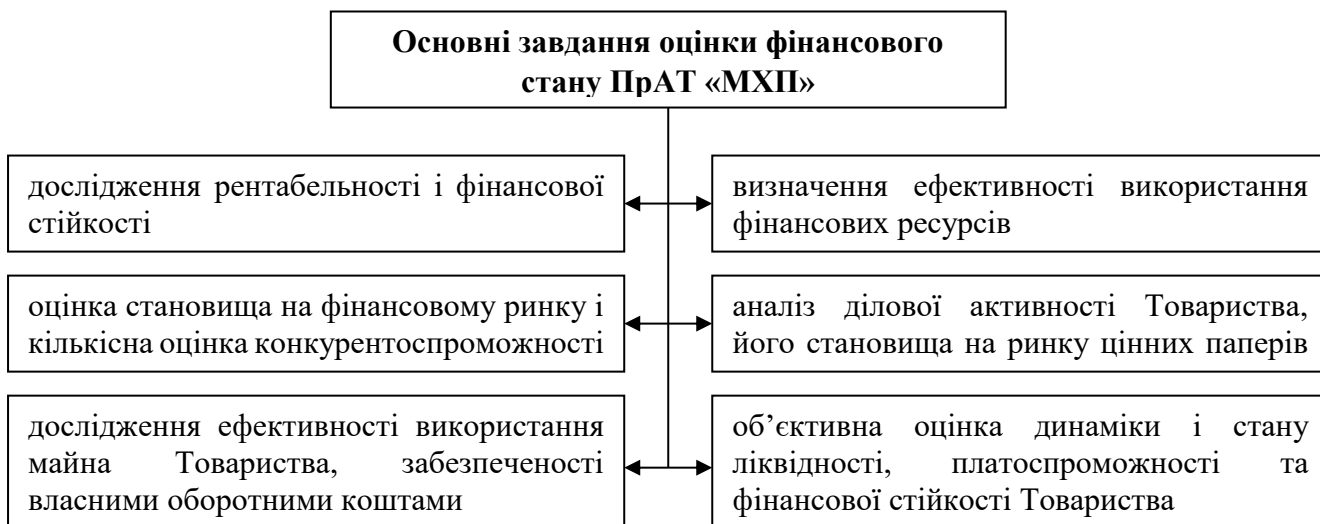 Основні завдання оцінки фінансового
стану ПрАТ «МХП»
дослідження рентабельності і фінансової
стійкості
визначення ефективності використання
фінансових ресурсів
оцінка становища на фінансовому ринку і
кількісна оцінка конкурентоспроможності
аналіз ділової активності Товариства,
його становища на ринку цінних паперів
дослідження ефективності використання
майна Товариства, забезпеченості
власними оборотними коштами
об’єктивна оцінка динаміки і стану
ліквідності, платоспроможності та
фінансової стійкості Товариства